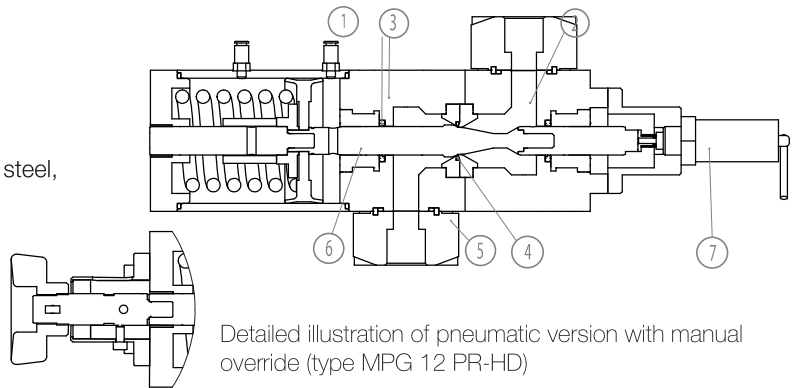 1
3
2
steel,
6
5
4
7
Detailed illustration of pneumatic version with manual
override (type MPG 12 PR-HD)